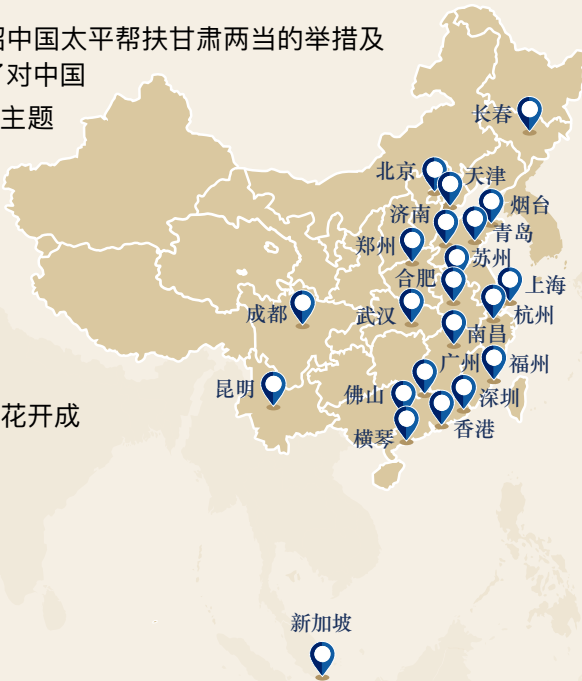 绍中国太平帮扶甘肃两当的举措及
了对中国
主题
长春
北京
天津
烟台
济南
青岛
郑州
苏州
合肥
上海
成都
武汉
杭州
南昌
广州
福州
昆明
佛山
深圳
花开成
香港
横琴
新加坡